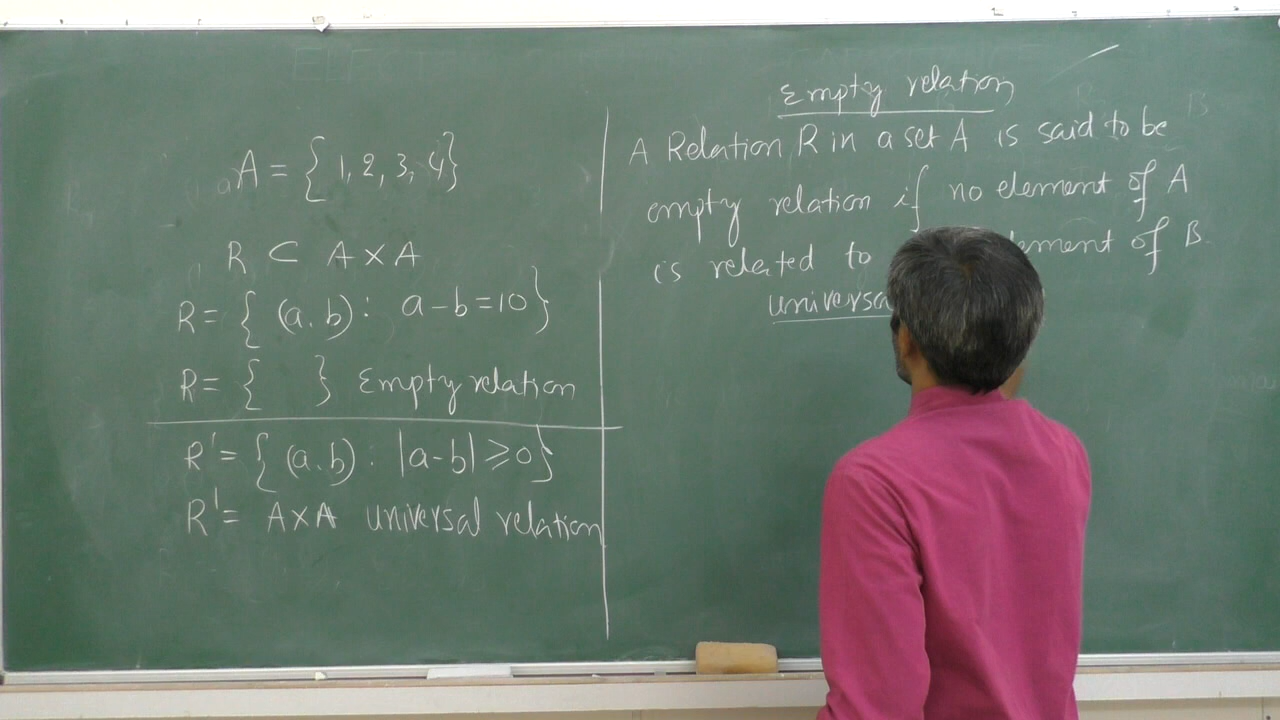 A = { 1, 2, 3, 4}
R ⊂ A × A
R = { (a, b) : a - b = 10 }
R = { } Empty relation
R' = { (a, b) : |a-b| ≥ 0 }
R' = A×A universal relation
Empty relation
A Relation R in a set A is said to be
empty relation if no element of A
is related to element of B.